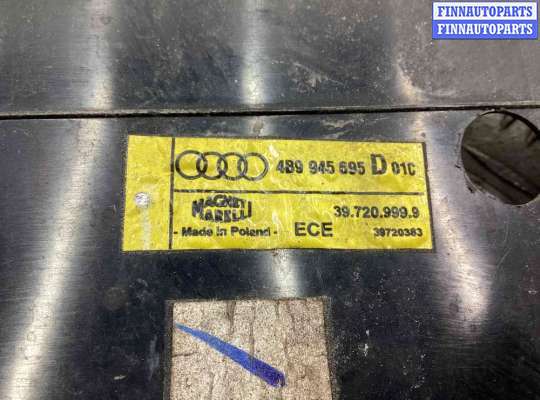 FINNAUTOPARTS
FINNAUTOPARTS
4B9 945 695 D 01C
MAGNETI MARELLI
39.720.999.9
- Made in Poland - ECE 39720383